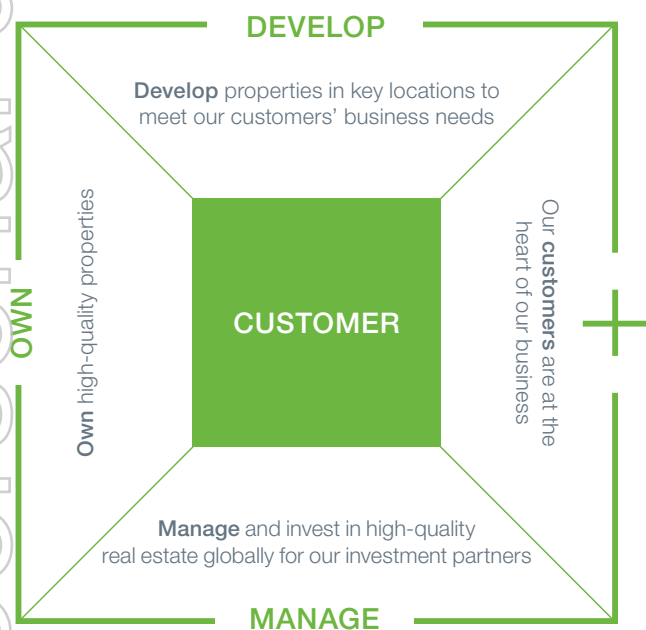 DEVELOP
Develop properties in key locations to
meet our customers’ business needs
OWN
Own high-quality properties
CUSTOMER
Our customers are at the
heart of our business
Manage and invest in high-quality
real estate globally for our investment partners
MANAGE